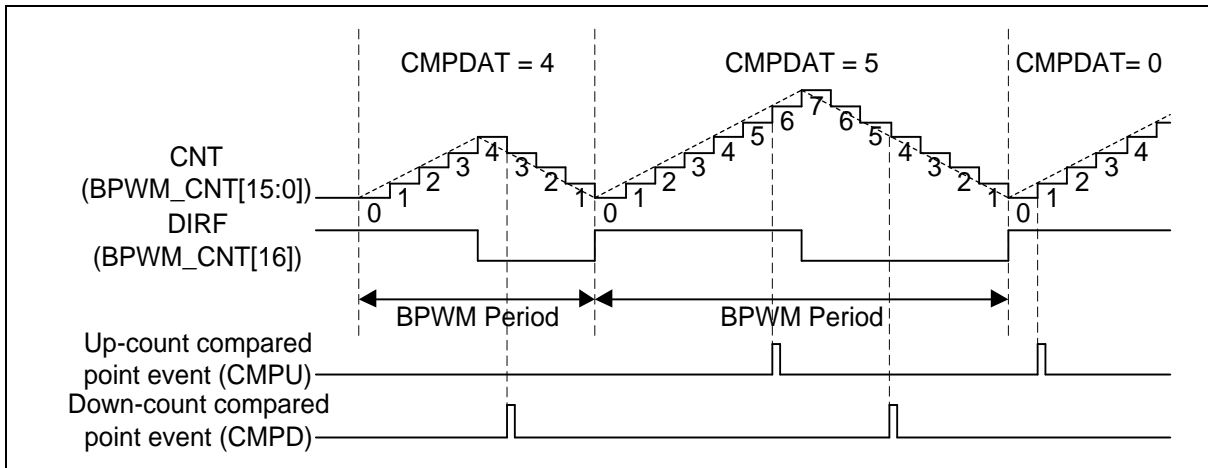 CMPDAT = 4
CMPDAT = 5
CMPDAT= 0
CNT
(BPWM_CNT[15:0])
0 1 2 3 4 3 2 1 0 1 2 3 4 5 6 7 6 5 4 3 2 1 0 1 2 3 4
DIRF
(BPWM_CNT[16])
BPWM Period
BPWM Period
Up-count compared
point event (CMPU)
Down-count compared
point event (CMPD)